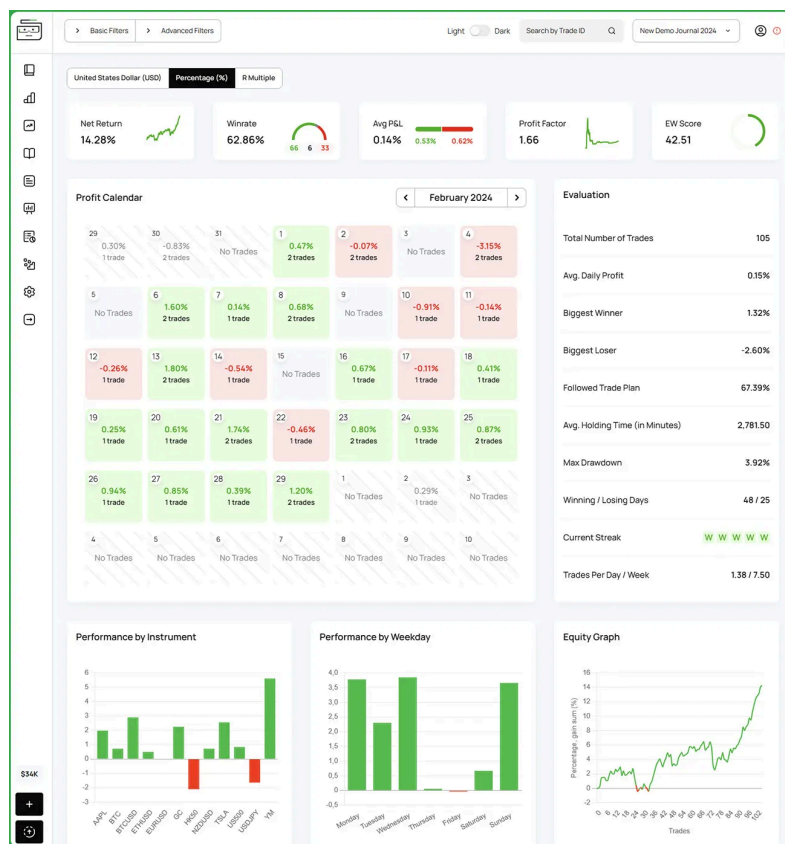 Basic Filters
Advanced Filters
Light
Dark
Search by Trade ID
New Demo Journal 2024
United States Dollar (USD)
Percentage (%)
R Multiple
Net Return
14.28%
Winrate
62.86%
66 6 33
Avg P&L
0.14%
0.53% 0.62%
Profit Factor
1.66
EW Score
42.51
Profit Calendar
February 2024
29
0.30%
1 trade
30
-0.83%
2 trades
31
No Trades
1
0.47%
2 trades
2
-0.07%
2 trades
3
No Trades
4
-3.15%
2 trades
5
No Trades
6
1.60%
2 trades
7
0.14%
1 trade
8
0.68%
2 trades
9
No Trades
10
-0.91%
1 trade
11
-0.14%
1 trade
12
-0.26%
1 trade
13
1.80%
2 trades
14
-0.54%
1 trade
15
No Trades
16
0.67%
1 trade
17
-0.11%
1 trade
18
0.41%
1 trade
19
0.25%
1 trade
20
0.61%
1 trade
21
1.74%
2 trades
22
-0.46%
1 trade
23
0.80%
2 trades
24
0.93%
1 trade
25
0.87%
2 trades
26
0.94%
1 trade
27
0.85%
1 trade
28
0.39%
1 trade
29
1.20%
2 trades
1
No Trades
2
0.29%
1 trade
3
No Trades
4
No Trades
5
No Trades
6
No Trades
7
No Trades
8
No Trades
9
No Trades
10
No Trades
Evaluation
Total Number of Trades 105
Avg. Daily Profit 0.15%
Biggest Winner 1.32%
Biggest Loser -2.60%
Followed Trade Plan 67.39%
Avg. Holding Time (in Minutes) 2,781.50
Max Drawdown 3.92%
Winning / Losing Days 48 / 25
Current Streak W W W W W
Trades Per Day / Week 1.38 / 7.50
Performance by Instrument
6
5
4
3
2
1
0
-1
-2
-3
AAPL
BTC
BTCUSD
ETHUSD
EURUSD
GC
HK50
NZDUSD
TSLA
US500
USDJPY
YM
Performance by Weekday
4,0
3,5
3,0
2,5
2,0
1,5
1,0
0,5
0
-0,5
Monday
Tuesday
Wednesday
Thursday
Friday
Saturday
Sunday
Equity Graph
Percentage, gain sum (%)
16
14
12
10
8
6
4
2
0
-2
0 6 12 18 24 30 36 42 48 54 60 66 72 78 84 90 96 102
Trades
$34K